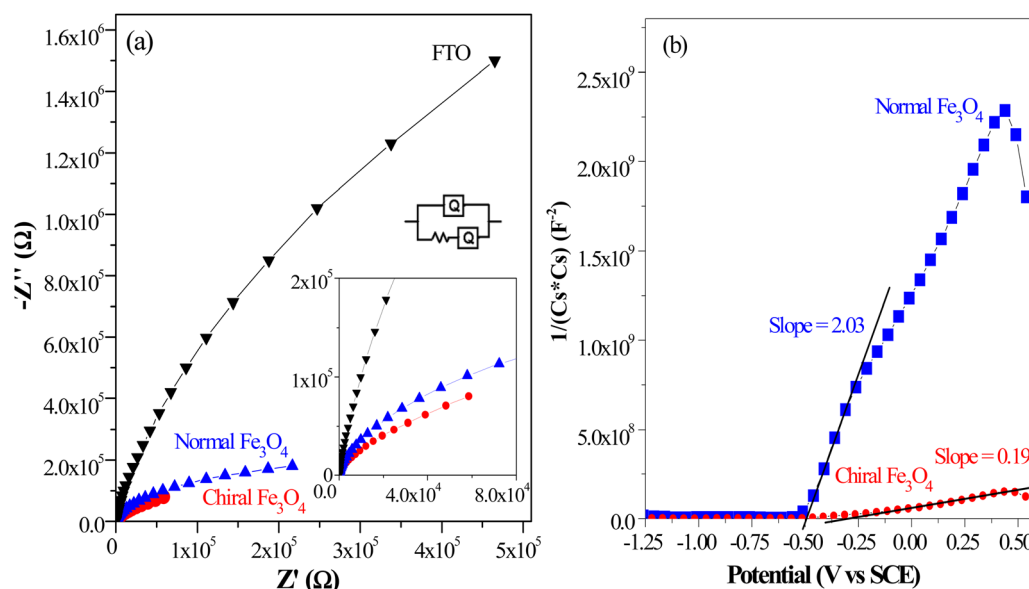 (a)
FTO
1.6x10⁶
1.4x10⁶
1.2x10⁶
1.0x10⁶
8.0x10⁵
6.0x10⁵
4.0x10⁵
2.0x10⁵
0.0
-Z'' (Ω)
Q
Q
Normal Fe₃O₄
Chiral Fe₃O₄
2x10⁵
1x10⁵
0.0
0.0
4.0x10⁴
8.0x10⁴
0
1x10⁵
2x10⁵
3x10⁵
4x10⁵
5x10⁵
Z' (Ω)
(b)
2.5x10⁹
2.0x10⁹
1.5x10⁹
1.0x10⁹
5.0x10⁸
0.0
1/(Cs*Cs) (F⁻²)
Normal Fe₃O₄
Slope = 2.03
Chiral Fe₃O₄
Slope = 0.19
-1.25
-1.00
-0.75
-0.50
-0.25
0.00
0.25
0.50
Potential (V vs SCE)